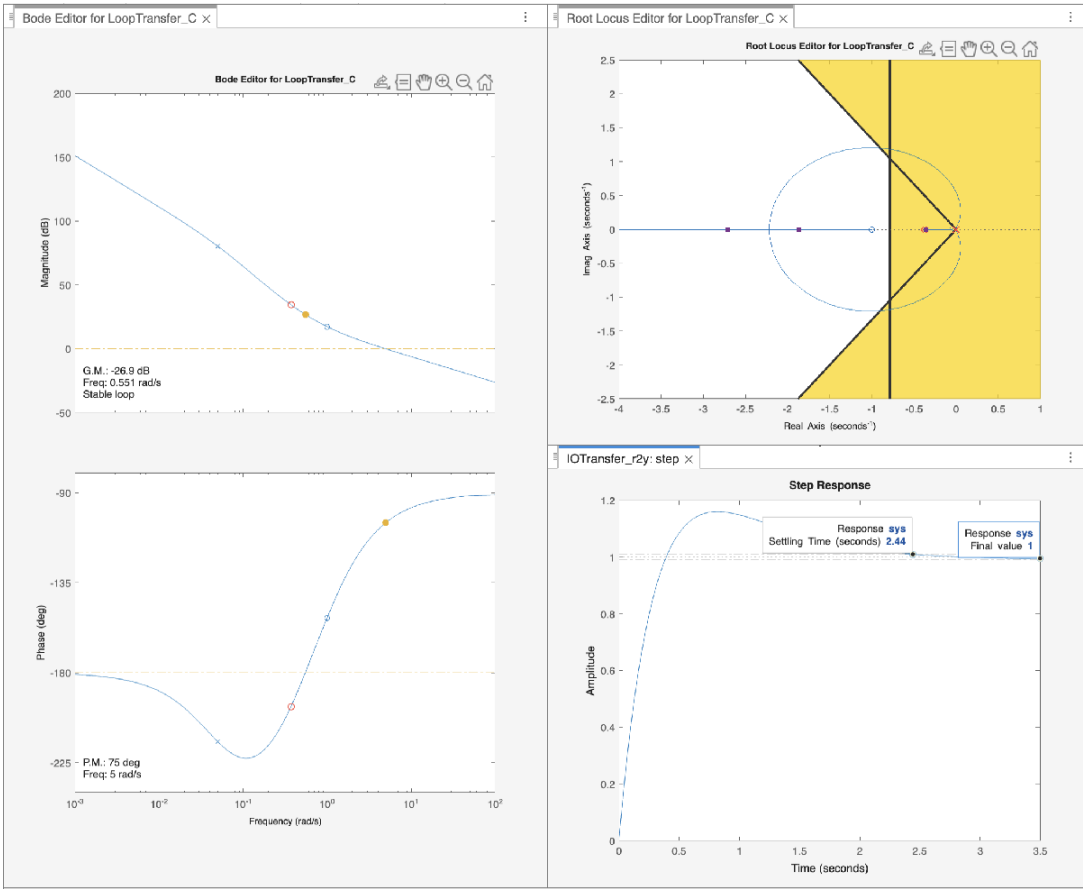 Bode Editor for LoopTransfer_C ×
Bode Editor for LoopTransfer_C
200
150
100
50
0
-50
Magnitude (dB)
G.M.: -26.9 dB
Freq: 0.551 rad/s
Stable loop
-90
-135
-180
-225
Phase (deg)
P.M.: 75 deg
Freq: 5 rad/s
10⁻³ 10⁻² 10⁻¹ 10⁰ 10¹ 10²
Frequency (rad/s)
Root Locus Editor for LoopTransfer_C ×
Root Locus Editor for LoopTransfer_C
2.5
2
1.5
1
0.5
0
-0.5
-1
-1.5
-2
-2.5
Imag Axis (seconds⁻¹)
-4 -3.5 -3 -2.5 -2 -1.5 -1 -0.5 0 0.5 1
Real Axis (seconds⁻¹)
IOTransfer_r2y: step ×
Step Response
1.2
1
0.8
0.6
0.4
0.2
0
Amplitude
Response sys
Settling Time (seconds) 2.44
Response sys
Final value 1
0 0.5 1 1.5 2 2.5 3 3.5
Time (seconds)